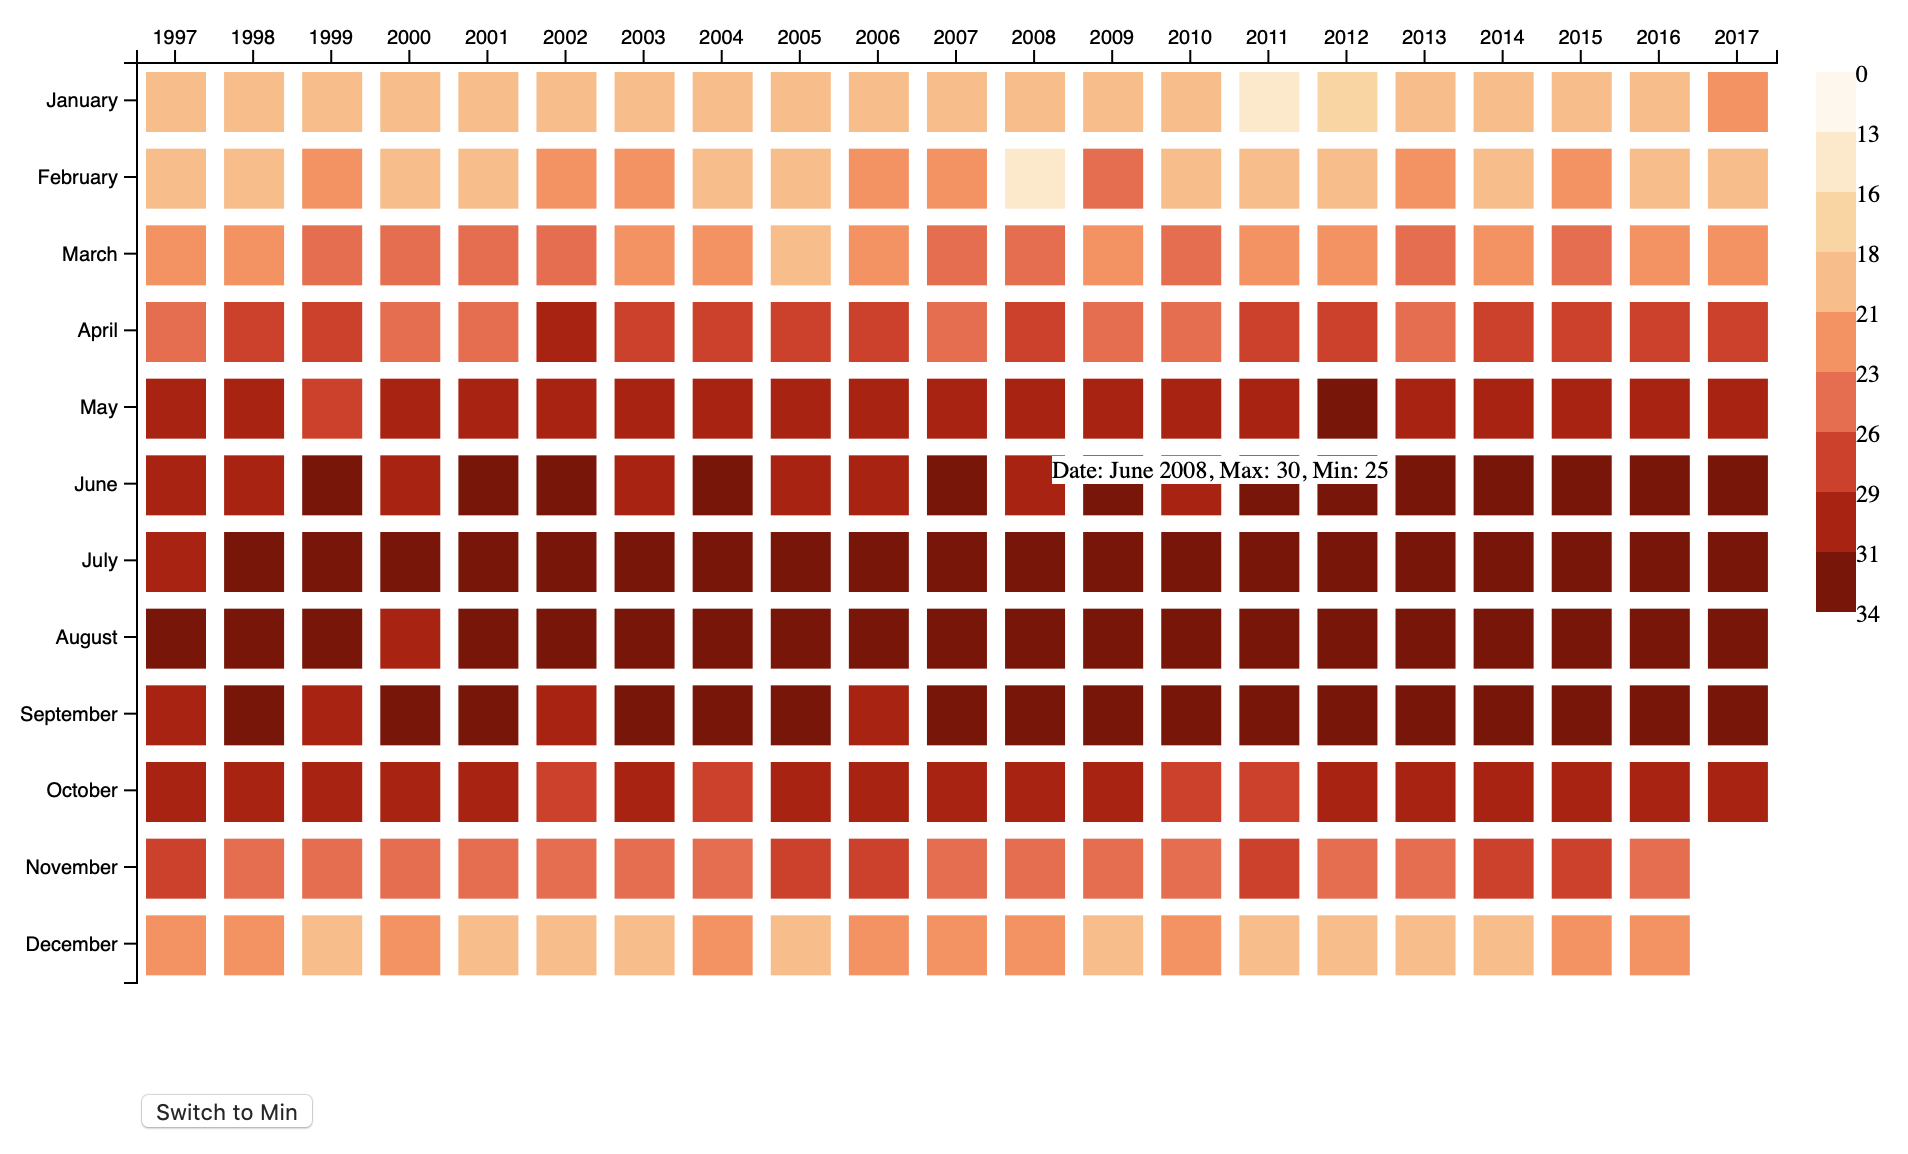 1997 1998 1999 2000 2001 2002 2003 2004 2005 2006 2007 2008 2009 2010 2011 2012 2013 2014 2015 2016 2017
January
February
March
April
May
June
July
August
September
October
November
December
Date: June 2008, Max: 30, Min: 25
0
13
16
18
21
23
26
29
31
34
Switch to Min